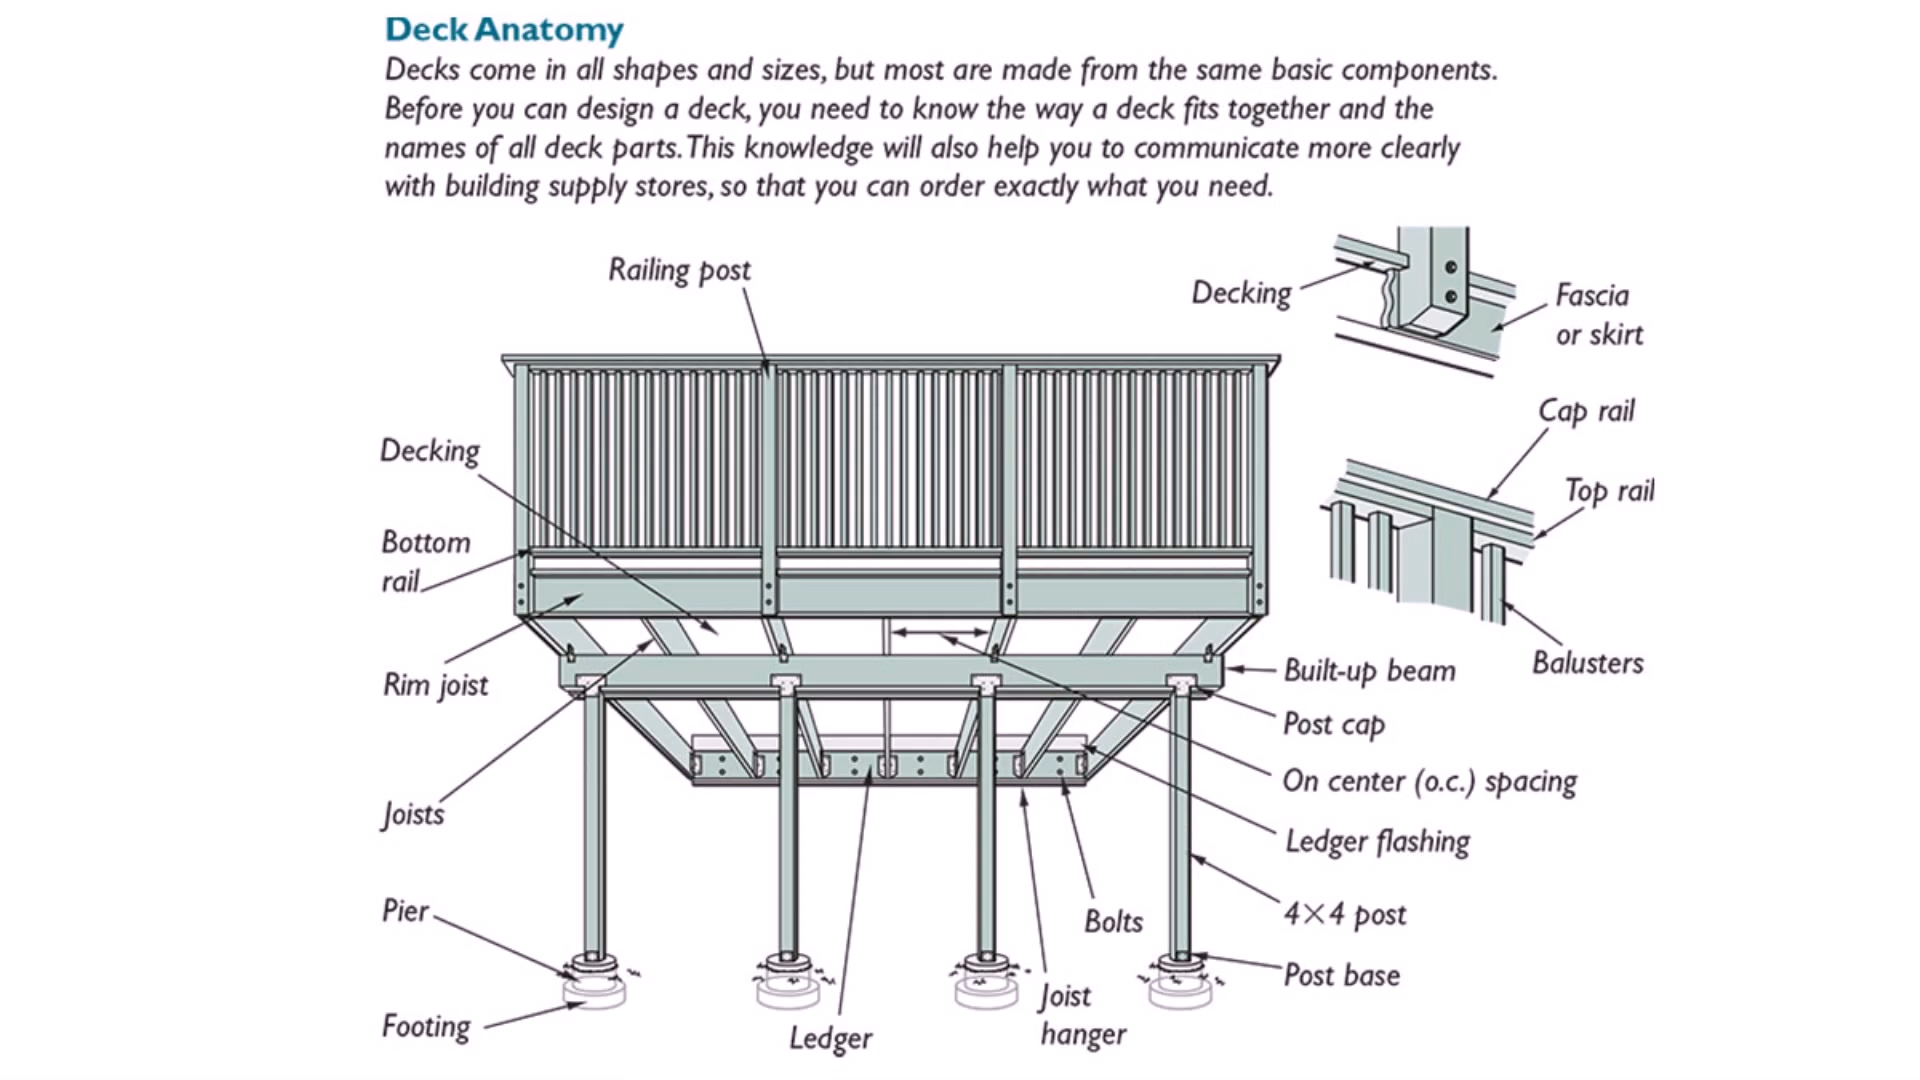 Deck Anatomy
Decks come in all shapes and sizes, but most are made from the same basic components.
Before you can design a deck, you need to know the way a deck fits together and the
names of all deck parts. This knowledge will also help you to communicate more clearly
with building supply stores, so that you can order exactly what you need.
Railing post
Decking
Fascia
or skirt
Cap rail
Top rail
Balusters
Decking
Bottom
rail
Rim joist
Joists
Pier
Footing
Built-up beam
Post cap
On center (o.c.) spacing
Ledger flashing
4×4 post
Post base
Bolts
Joist
hanger
Ledger